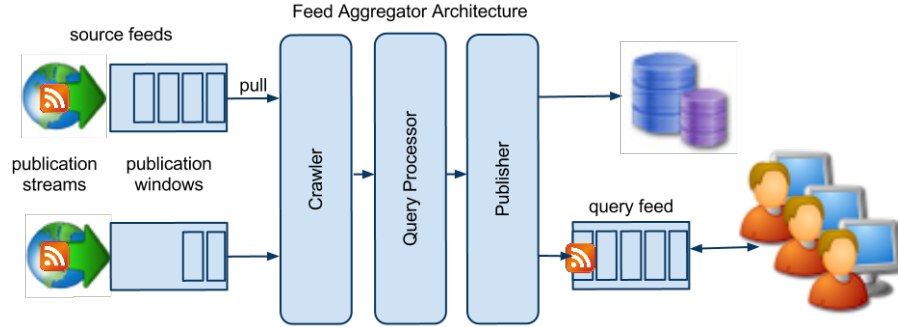 Feed Aggregator Architecture
source feeds
pull
publication
streams
publication
windows
Crawler
Query Processor
Publisher
query feed